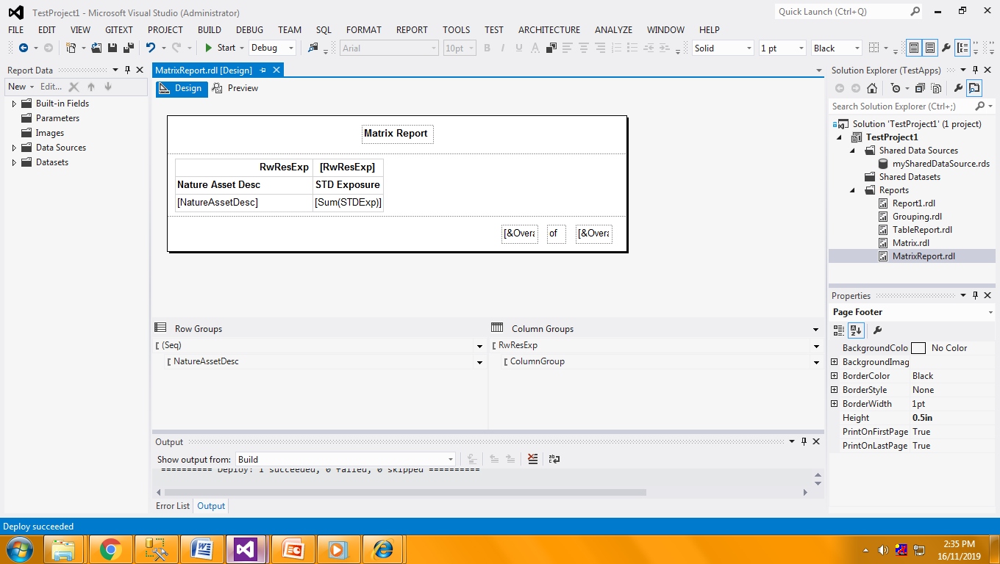 TestProject1 - Microsoft Visual Studio (Administrator)
Quick Launch (Ctrl+Q)
FILE EDIT VIEW GITEXT PROJECT BUILD DEBUG TEAM SQL FORMAT REPORT TOOLS TEST ARCHITECTURE ANALYZE WINDOW HELP
Start Debug Arial 10pt B I U A Solid 1 pt Black
Report Data
New Edit...
Built-in Fields
Parameters
Images
Data Sources
Datasets
MatrixReport.rdl [Design]
Design Preview
Matrix Report
RwResExp [RwResExp]
Nature Asset Desc STD Exposure
[NatureAssetDesc] [Sum(STDExp)]
[&Overa of [&Overa
Row Groups Column Groups
(Seq) RwResExp
NatureAssetDesc ColumnGroup
Output
Show output from: Build
========== Deploy: 1 succeeded, 0 failed, 0 skipped ==========
Error List Output
Solution Explorer (TestApps)
Search Solution Explorer (Ctrl+;)
Solution 'TestProject1' (1 project)
TestProject1
Shared Data Sources
mySharedDataSource.rds
Shared Datasets
Reports
Report1.rdl
Grouping.rdl
TableReport.rdl
Matrix.rdl
MatrixReport.rdl
Properties
Page Footer
BackgroundColo No Color
BackgroundImag
BorderColor Black
BorderStyle None
BorderWidth 1pt
Height 0.5in
PrintOnFirstPage True
PrintOnLastPage True
Deploy succeeded
2:35 PM
16/11/2019